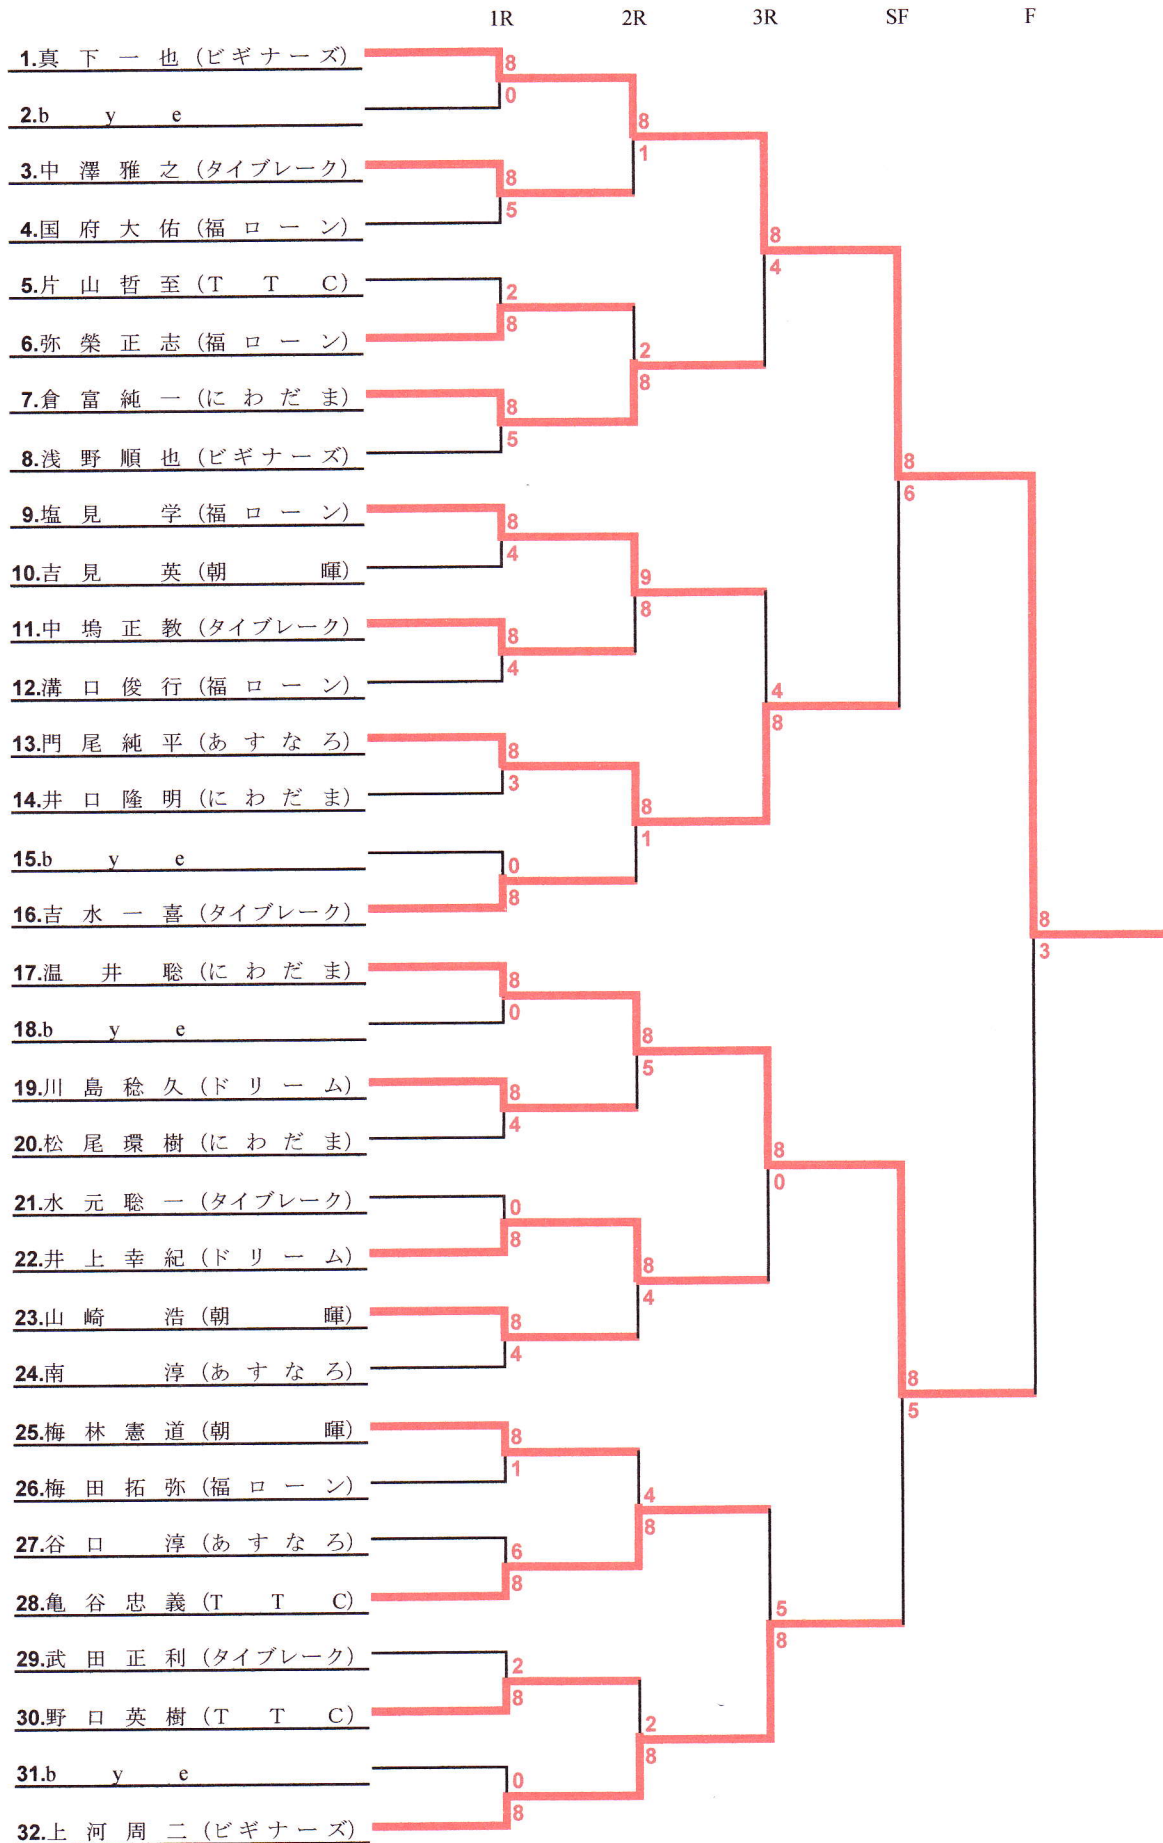 1R 2R 3R SF F
1.真下一也(ビギナーズ)
8
0
2.bye
8
1
3.中澤雅之(タイブレーク)
8
5
4.国府大佑(福ローン)
8
4
5.片山哲至(TTC)
2
8
6.弥榮正志(福ローン)
2
8
7.倉富純一(にわだま)
8
5
8.浅野順也(ビギナーズ)
8
6
9.塩見学(福ローン)
8
4
10.吉見英(朝暉)
9
8
11.中塢正教(タイブレーク)
8
4
12.溝口俊行(福ローン)
4
8
13.門尾純平(あすなろ)
8
3
14.井口隆明(にわだま)
8
1
15.bye
0
8
16.吉水一喜(タイブレーク)
8
3
17.温井聡(にわだま)
8
0
18.bye
8
5
19.川島稔久(ドリーム)
8
4
20.松尾環樹(にわだま)
8
0
21.水元聡一(タイブレーク)
0
8
22.井上幸紀(ドリーム)
8
4
23.山崎浩(朝暉)
8
4
24.南淳(あすなろ)
8
5
25.梅林憲道(朝暉)
8
1
26.梅田拓弥(福ローン)
4
8
27.谷口淳(あすなろ)
6
8
28.亀谷忠義(TTC)
5
8
29.武田正利(タイブレーク)
2
8
30.野口英樹(TTC)
2
8
31.bye
0
8
32.上河周二(ビギナーズ)